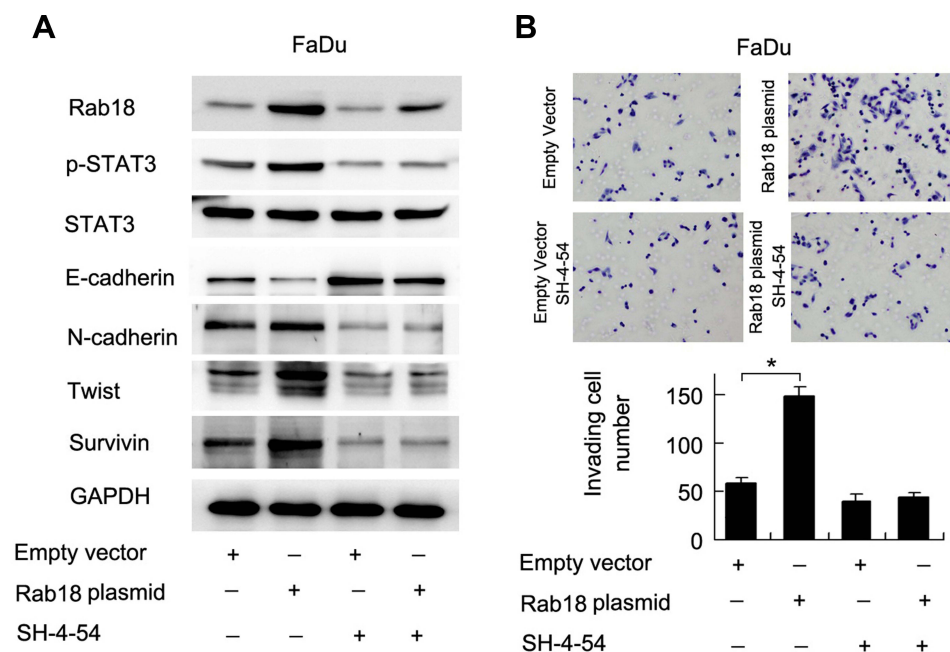 A
FaDu
Rab18
p-STAT3
STAT3
E-cadherin
N-cadherin
Twist
Survivin
GAPDH
Empty vector + – + –
Rab18 plasmid – + – +
SH-4-54 – – + +
B
FaDu
Empty Vector
Rab18 plasmid
Empty Vector
SH-4-54
Rab18 plasmid
SH-4-54
Invading cell
number
150
100
50
0
*
Empty vector + – + –
Rab18 plasmid – + – +
SH-4-54 – – + +